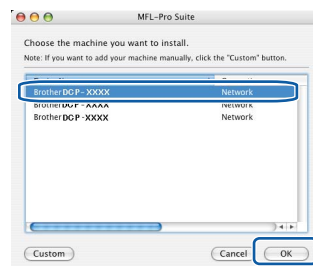 MFL-Pro Suite
Choose the machine you want to install.
Note: If you want to add your machine manually, click the "Custom" button.
Brother DCP-XXXX Network
Brother DCP-XXXX Network
Brother DCP-XXXX Network
Custom Cancel OK